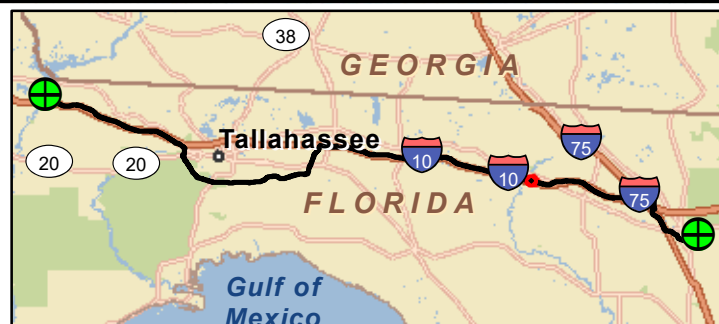 38
GEORGIA
Tallahassee
75
10
20
20
10
75
FLORIDA
Gulf of
Mexico